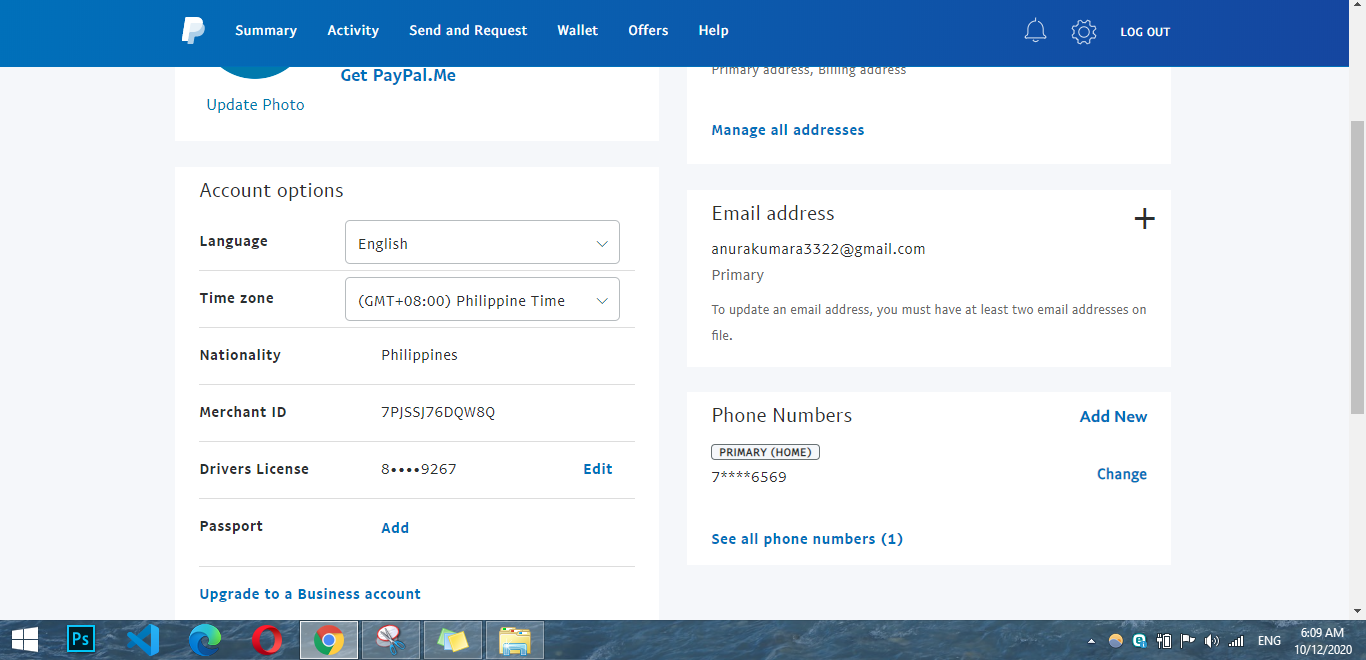 Summary
Activity
Send and Request
Wallet
Offers
Help
LOG OUT
Get PayPal.Me
Update Photo
Account options
Language
English
Time zone
(GMT+08:00) Philippine Time
Nationality
Philippines
Merchant ID
7PJSSJ76DQW8Q
Drivers License
8••••9267
Edit
Passport
Add
Upgrade to a Business account
Primary address, Billing address
Manage all addresses
Email address
anurakumara3322@gmail.com
Primary
To update an email address, you must have at least two email addresses on
file.
Phone Numbers
Add New
PRIMARY (HOME)
7****6569
Change
See all phone numbers (1)
Ps
ENG
6:09 AM
10/12/2020